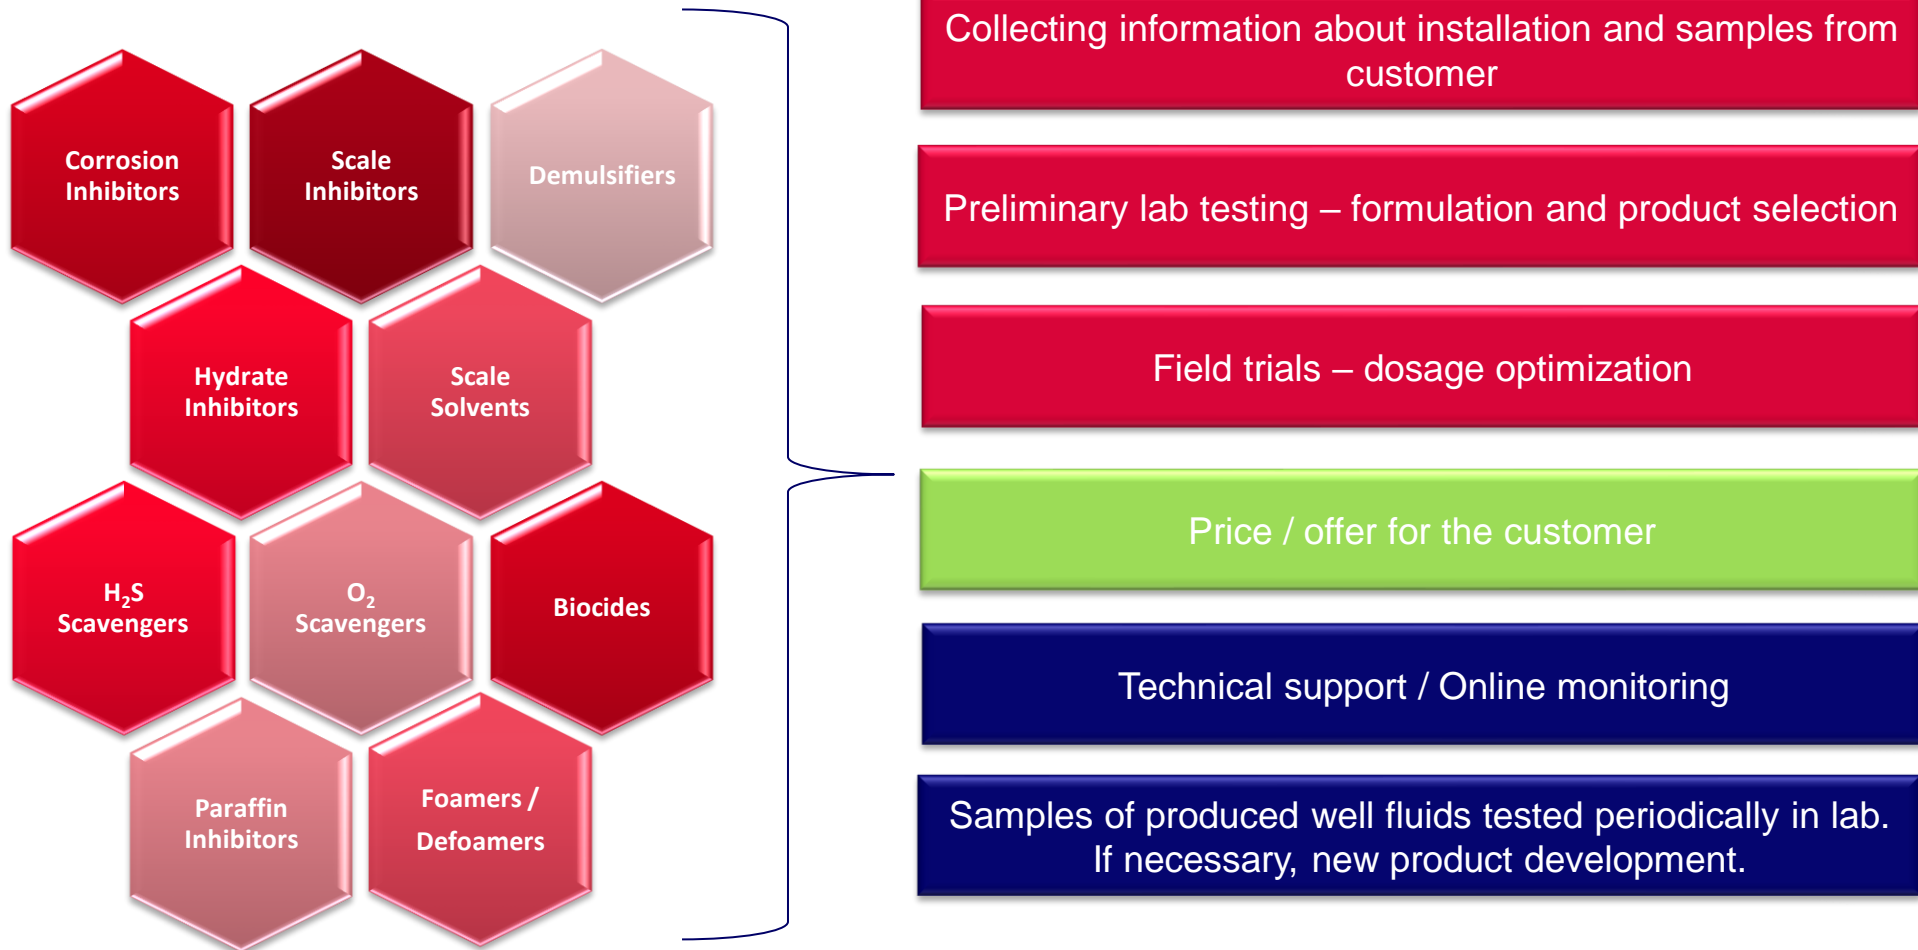 Corrosion
Inhibitors
Scale
Inhibitors
Demulsifiers
Hydrate
Inhibitors
Scale
Solvents
H₂S
Scavengers
O₂
Scavengers
Biocides
Paraffin
Inhibitors
Foamers /
Defoamers
Collecting information about installation and samples from
customer
Preliminary lab testing – formulation and product selection
Field trials – dosage optimization
Price / offer for the customer
Technical support / Online monitoring
Samples of produced well fluids tested periodically in lab.
If necessary, new product development.